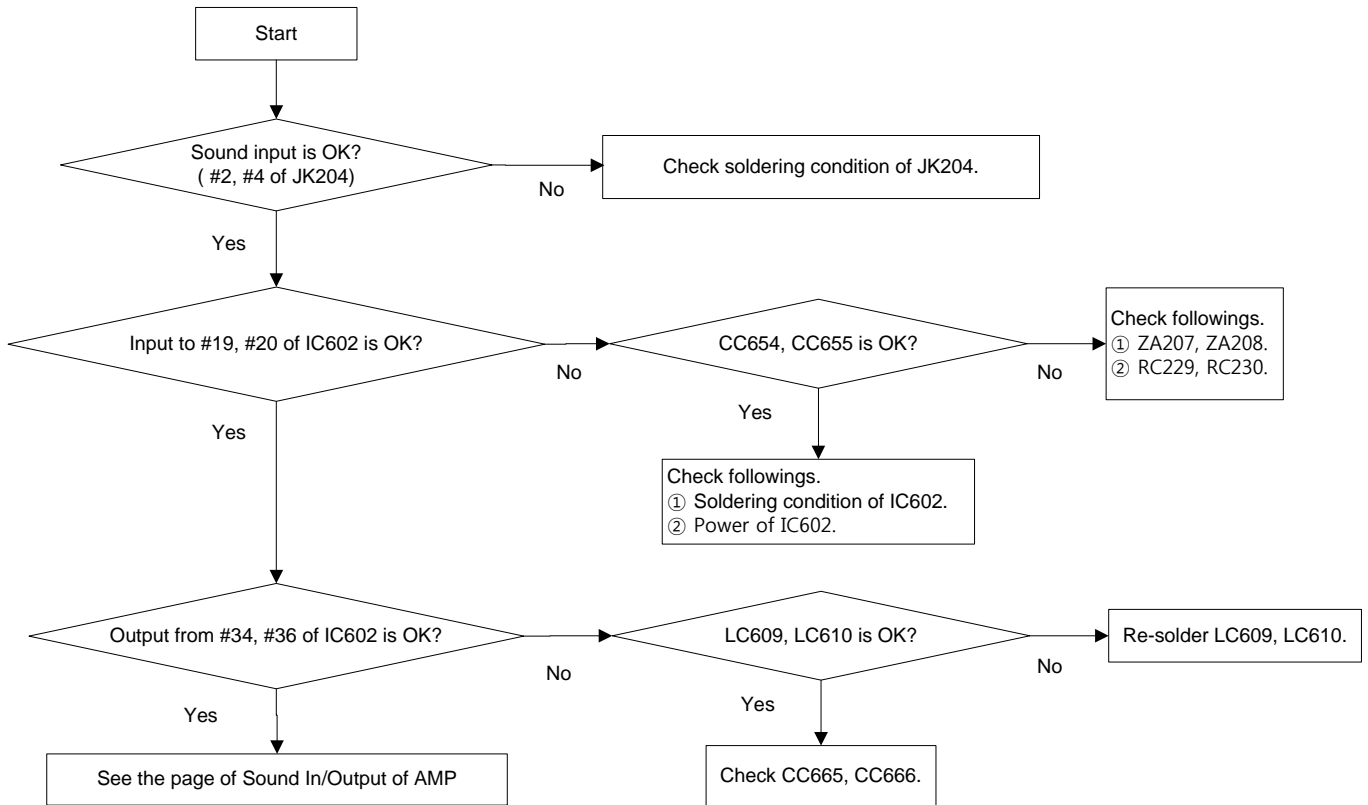 Start
Sound input is OK?
( #2, #4 of JK204)
No
Check soldering condition of JK204.
Yes
Input to #19, #20 of IC602 is OK?
No
CC654, CC655 is OK?
No
Check followings.
① ZA207, ZA208.
② RC229, RC230.
Yes
Yes
Check followings.
① Soldering condition of IC602.
② Power of IC602.
Output from #34, #36 of IC602 is OK?
No
LC609, LC610 is OK?
No
Re-solder LC609, LC610.
Yes
Yes
See the page of Sound In/Output of AMP
Check CC665, CC666.